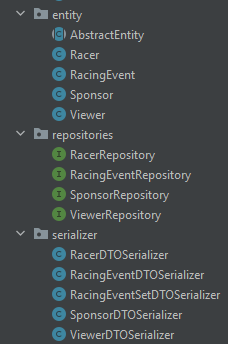 entity
AbstractEntity
Racer
RacingEvent
Sponsor
Viewer
repositories
RacerRepository
RacingEventRepository
SponsorRepository
ViewerRepository
serializer
RacerDTOSerializer
RacingEventDTOSerializer
RacingEventSetDTOSerializer
SponsorDTOSerializer
ViewerDTOSerializer